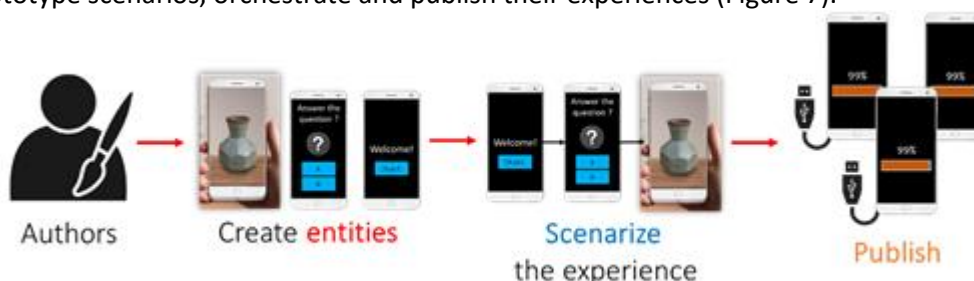 ototype scenarios, orchestrate and publish their experiences (Figure 7).
99%
99%
Answer the
question ?
?
Welcome!
Answer the
question ?
?
Welcome!
99%
Authors
Create entities
Scenarize
the experience
Publish